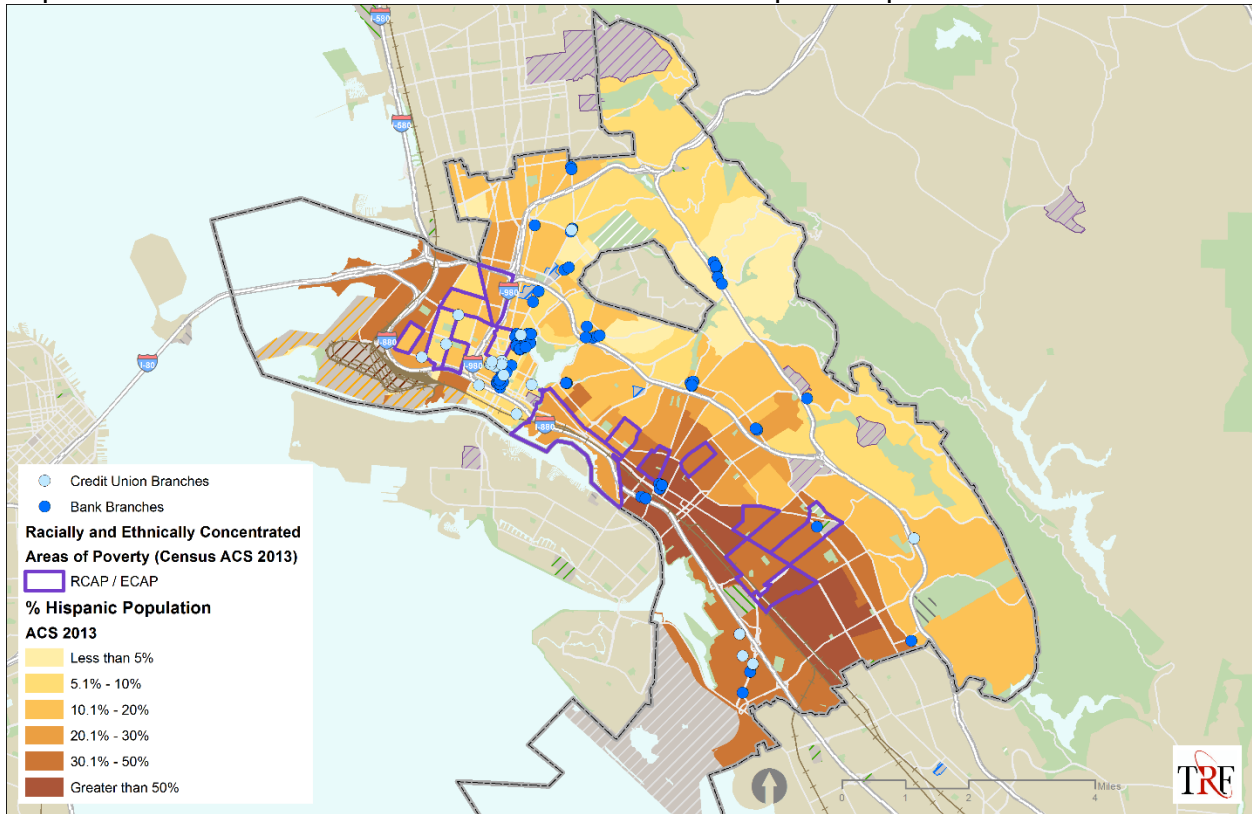 I-580
I-580
I-980
I-880
I-980
I-80
I-880
Credit Union Branches
Bank Branches
Racially and Ethnically Concentrated
Areas of Poverty (Census ACS 2013)
RCAP / ECAP
% Hispanic Population
ACS 2013
Less than 5%
5.1% - 10%
10.1% - 20%
20.1% - 30%
30.1% - 50%
Greater than 50%
Miles
0 1 2 4
TRF